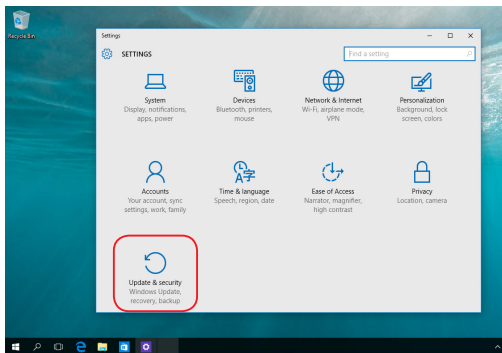 Recycle Bin
Settings
SETTINGS
Find a setting
System
Display, notifications,
apps, power
Devices
Bluetooth, printers,
mouse
Network & Internet
Wi-Fi, airplane mode,
VPN
Personalization
Background, lock
screen, colors
Accounts
Your account, sync
settings, work, family
Time & language
Speech, region, date
Ease of Access
Narrator, magnifier,
high contrast
Privacy
Location, camera
Update & security
Windows Update,
recovery, backup